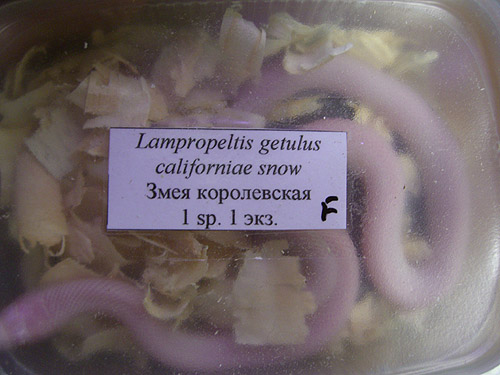 Lampropeltis getulus
californiae snow
Змея королевская
1 sp. 1 экз.
F